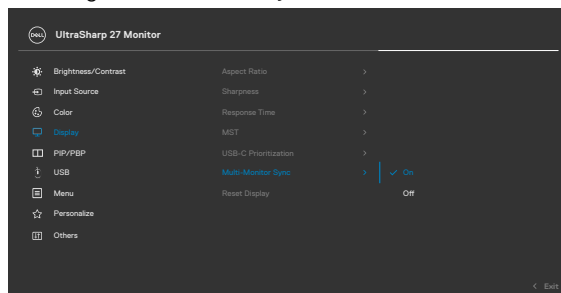 DELL
UltraSharp 27 Monitor
Brightness/Contrast
Aspect Ratio
Input Source
Sharpness
Color
Response Time
Display
MST
PIP/PBP
USB-C Prioritization
USB
Multi-Monitor Sync
On
Menu
Reset Display
Off
Personalize
Others
Exit